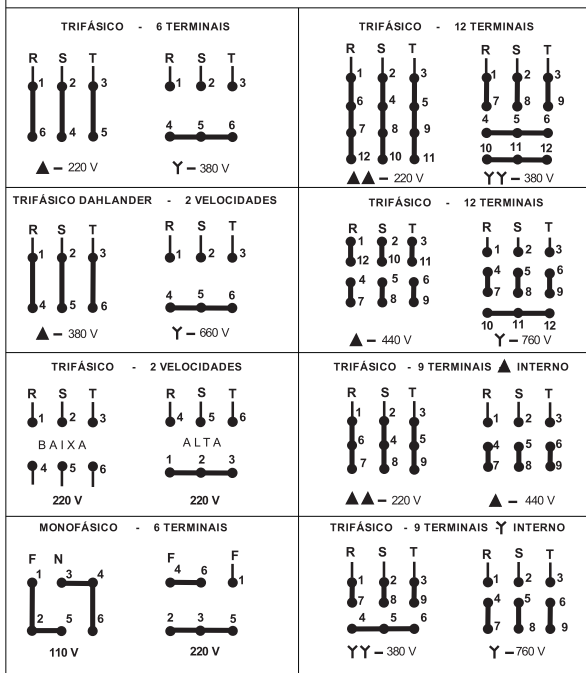 TRIFÁSICO - 6 TERMINAIS
R S T R S T
1 2 3 1 2 3
6 4 5 4 5 6
▲ – 220 V Y – 380 V
TRIFÁSICO - 12 TERMINAIS
R S T R S T
1 2 3 1 2 3
6 4 5 7 8 9
7 8 9 4 5 6
12 10 11 10 11 12
▲▲ – 220 V YY – 380 V
TRIFÁSICO DAHLANDER - 2 VELOCIDADES
R S T R S T
1 2 3 1 2 3
4 5 6 4 5 6
▲ – 380 V Y – 660 V
TRIFÁSICO - 12 TERMINAIS
R S T R S T
1 2 3 1 2 3
12 10 11 4 5 6
4 5 6 7 8 9
7 8 9 10 11 12
▲ – 440 V Y – 760 V
TRIFÁSICO - 2 VELOCIDADES
R S T R S T
1 2 3 4 5 6
BAIXA ALTA
4 5 6 1 2 3
220 V 220 V
TRIFÁSICO - 9 TERMINAIS ▲ INTERNO
R S T R S T
1 2 3 1 2 3
6 4 5 4 5 6
7 8 9 7 8 9
▲▲ – 220 V ▲ – 440 V
MONOFÁSICO - 6 TERMINAIS
F N F F
1 3 4 4 6 1
2 5 6 2 3 5
110 V 220 V
TRIFÁSICO - 9 TERMINAIS Y INTERNO
R S T R S T
1 2 3 1 2 3
7 8 9 4 5 6
4 5 6 7 8 9
YY – 380 V Y –760 V